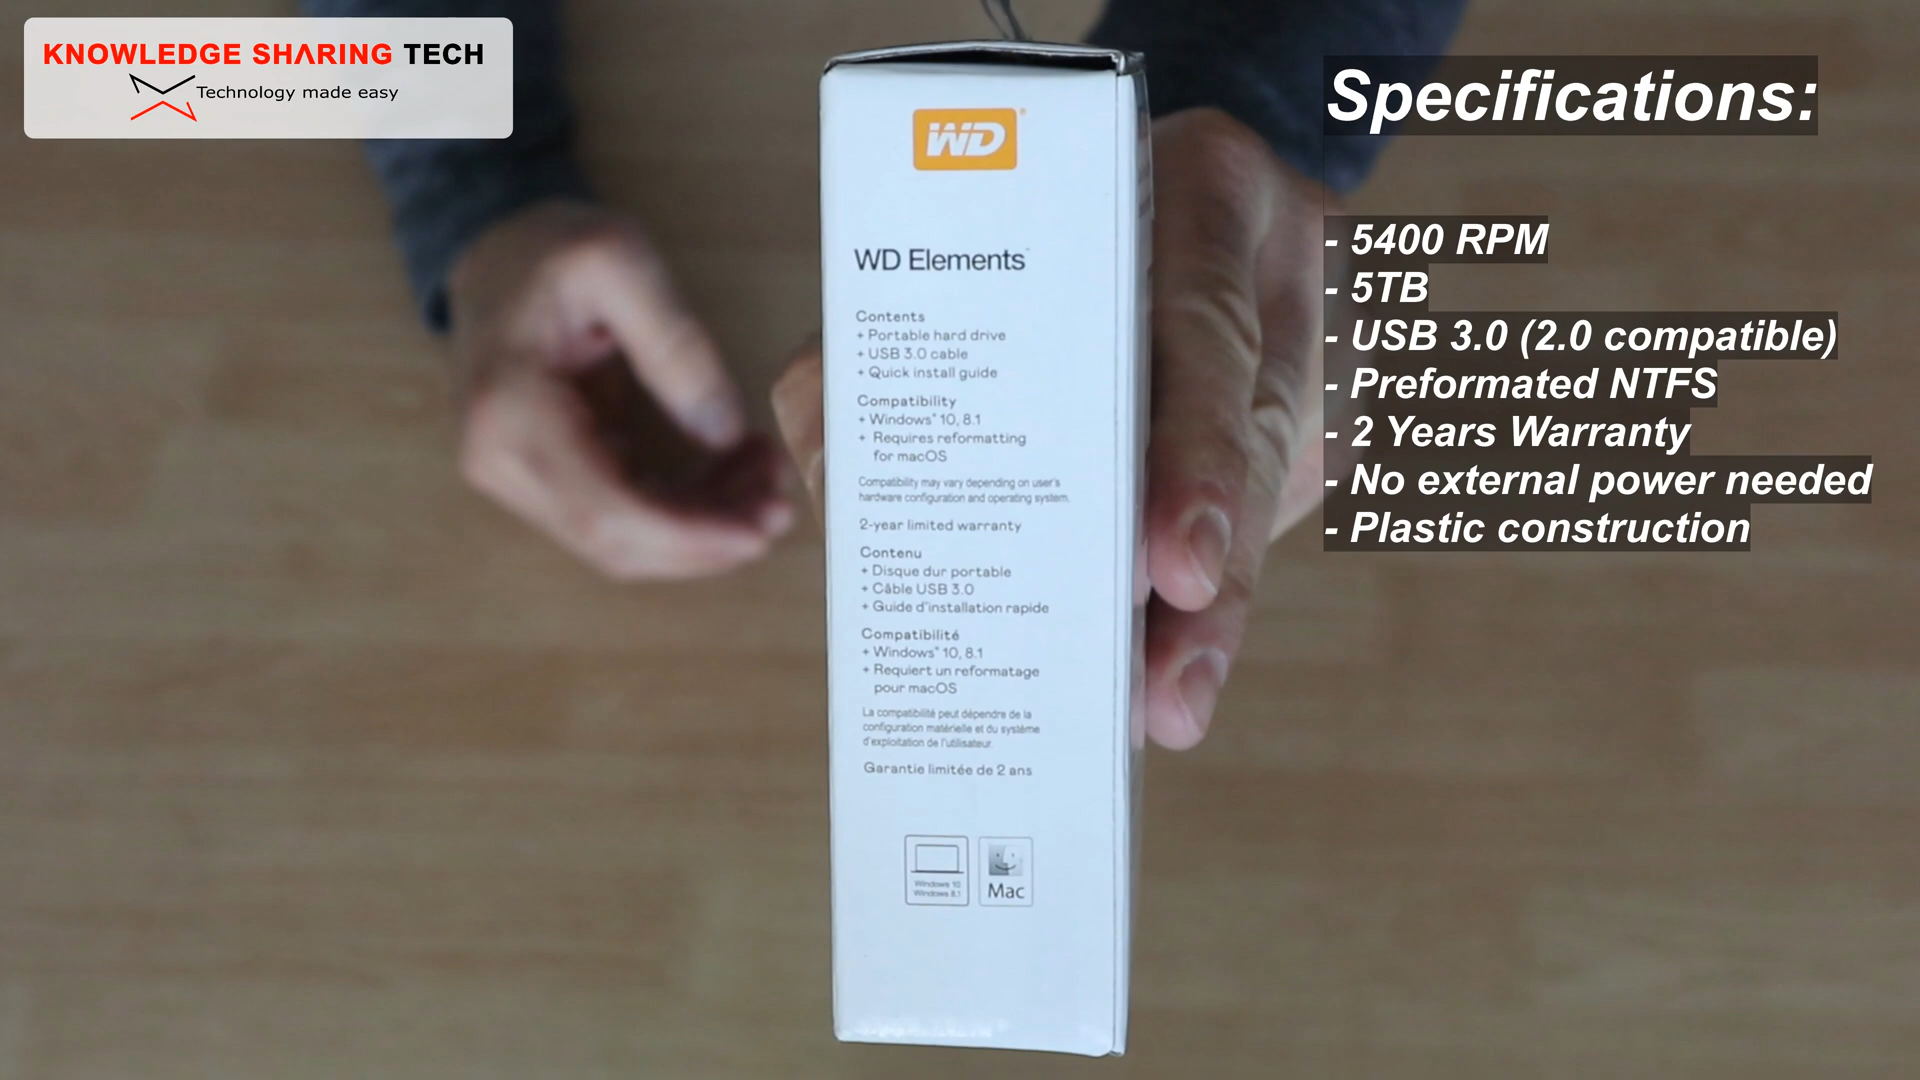 KNOWLEDGE SHARING TECH
Technology made easy
WD
WD Elements
Contents
+ Portable hard drive
+ USB 3.0 cable
+ Quick install guide
Compatibility
+ Windows® 10, 8.1
+ Requires reformatting
for macOS
Compatibility may vary depending on user's
hardware configuration and operating system.
2-year limited warranty
Contenu
+ Disque dur portable
+ Câble USB 3.0
+ Guide d'installation rapide
Compatibilité
+ Windows® 10, 8.1
+ Requiert un reformatage
pour macOS
La compatibilité peut dépendre de la
configuration matérielle et du système
d'exploitation de l'utilisateur.
Garantie limitée de 2 ans
Windows 10
Windows 8.1
Mac
Specifications:
- 5400 RPM
- 5TB
- USB 3.0 (2.0 compatible)
- Preformated NTFS
- 2 Years Warranty
- No external power needed
- Plastic construction